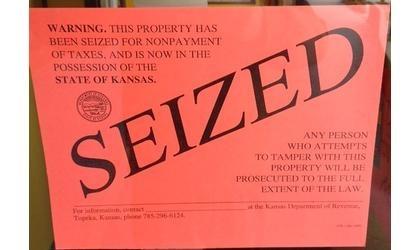 WARNING. THIS PROPERTY HAS
BEEN SEIZED FOR NONPAYMENT
OF TAXES, AND IS NOW IN THE
POSSESSION OF THE
STATE OF KANSAS.
SEIZED
ANY PERSON
WHO ATTEMPTS
TO TAMPER WITH THIS
PROPERTY WILL BE
PROSECUTED TO THE FULL
EXTENT OF THE LAW.
For information, contact at the Kansas Department of Revenue,
Topeka, Kansas, phone 785-296-6124.